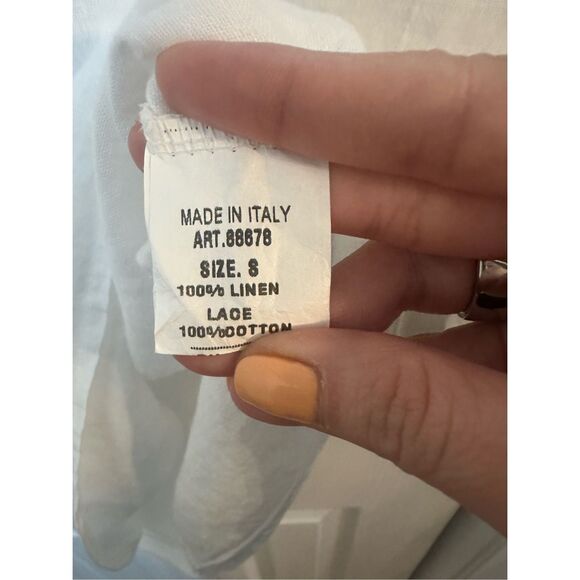 MADE IN ITALY
ART.88678
SIZE. S
100% LINEN
LACE
100%COTTON